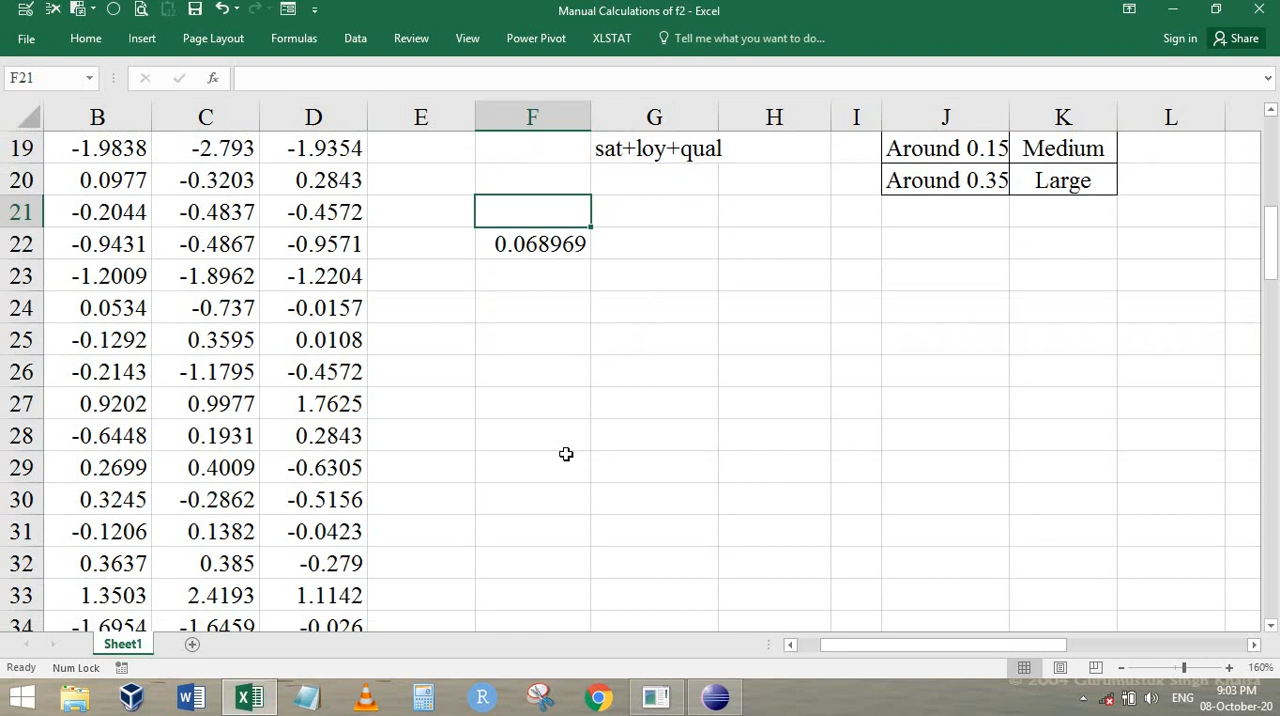 Manual Calculations of f2 - Excel
File Home Insert Page Layout Formulas Data Review View Power Pivot XLSTAT Tell me what you want to do... Sign in Share
F21 fx
B C D E F G H I J K L
19 -1.9838 -2.793 -1.9354 sat+loy+qual Around 0.15 Medium
20 0.0977 -0.3203 0.2843 Around 0.35 Large
21 -0.2044 -0.4837 -0.4572
22 -0.9431 -0.4867 -0.9571 0.068969
23 -1.2009 -1.8962 -1.2204
24 0.0534 -0.737 -0.0157
25 -0.1292 0.3595 0.0108
26 -0.2143 -1.1795 -0.4572
27 0.9202 0.9977 1.7625
28 -0.6448 0.1931 0.2843
29 0.2699 0.4009 -0.6305
30 0.3245 -0.2862 -0.5156
31 -0.1206 0.1382 -0.0423
32 0.3637 0.385 -0.279
33 1.3503 2.4193 1.1142
34 -1.6954 -1.6459 -0.026
Sheet1
Ready Num Lock 160%
ENG 9:03 PM
08-October-20